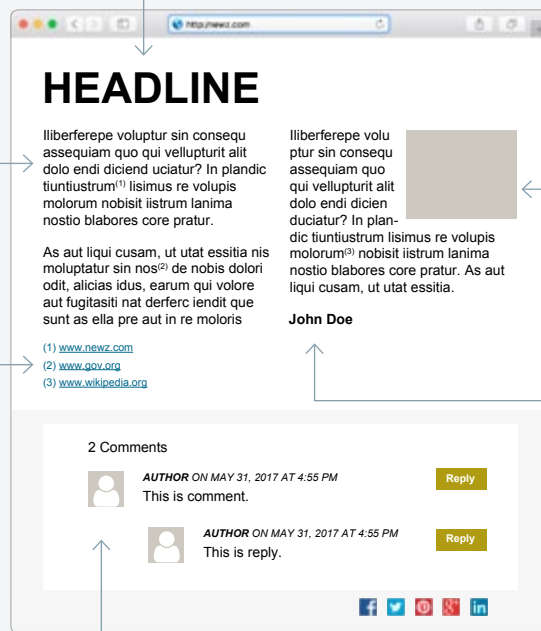 http://newz.com
HEADLINE
Iliberferepe voluptur sin consequ
assequiam quo qui vellupturit alit
dolo endi diciend uciatur? In plandic
tiuntiustrum(1) lisimus re volupis
molorum nobisit iistrum lanima
nostio blabores core pratur.
As aut liqui cusam, ut utat essitia nis
moluptatur sin nos(2) de nobis dolori
odit, alicias idus, earum qui volore
aut fugitasiti nat derferc iendit que
sunt as ella pre aut in re moloris
(1) www.newz.com
(2) www.gov.org
(3) www.wikipedia.org
Iliberferepe volu
ptur sin consequ
assequiam quo
qui vellupturit alit
dolo endi dicien
duciatur? In plan-
dic tiuntiustrum lisimus re volupis
molorum(3) nobisit iistrum lanima
nostio blabores core pratur. As aut
liqui cusam, ut utat essitia.
John Doe
2 Comments
AUTHOR ON MAY 31, 2017 AT 4:55 PM
This is comment.
Reply
AUTHOR ON MAY 31, 2017 AT 4:55 PM
This is reply.
Reply